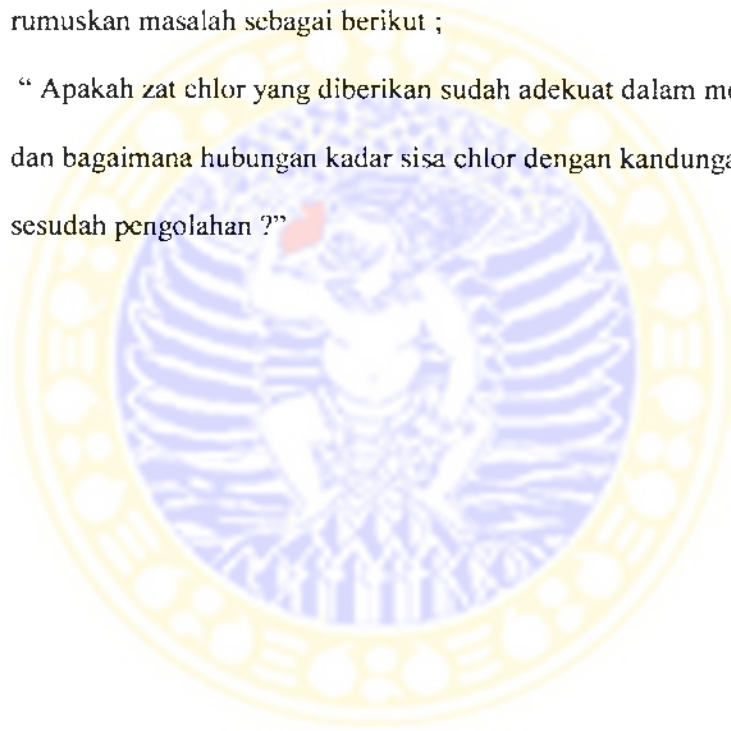 rumuskan masalah sebagai berikut ;
“ Apakah zat chlor yang diberikan sudah adekuat dalam
dan bagaimana hubungan kadar sisa chlor dengan
sesudah pengolahan ?”